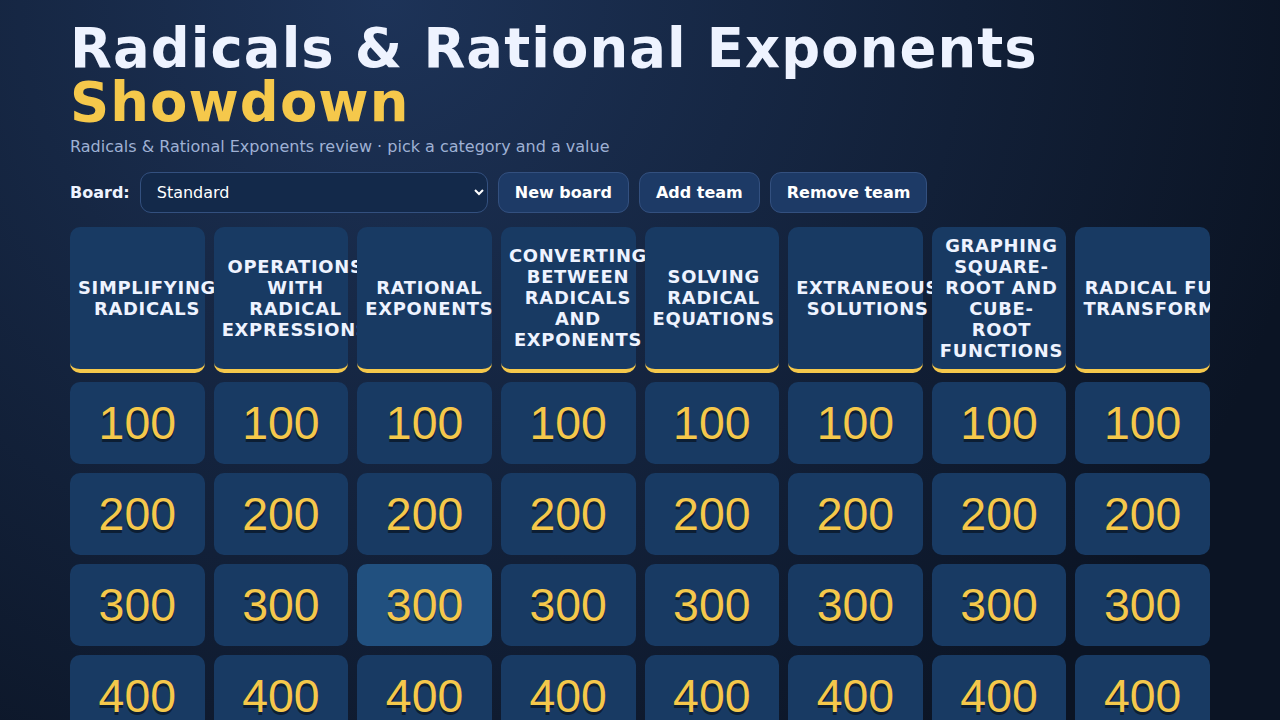 Radicals & Rational Exponents
Showdown
Radicals & Rational Exponents review · pick a category and a value
Board:
Standard
New board
Add team
Remove team
SIMPLIFYING
RADICALS
OPERATIONS
WITH
RADICAL
EXPRESSION
RATIONAL
EXPONENTS
CONVERTING
BETWEEN
RADICALS
AND
EXPONENTS
SOLVING
RADICAL
EQUATIONS
EXTRANEOUS
SOLUTIONS
GRAPHING
SQUARE-
ROOT AND
CUBE-
ROOT
FUNCTIONS
RADICAL FU
TRANSFORM
100 100 100 100 100 100 100 100
200 200 200 200 200 200 200 200
300 300 300 300 300 300 300 300
400 400 400 400 400 400 400 400